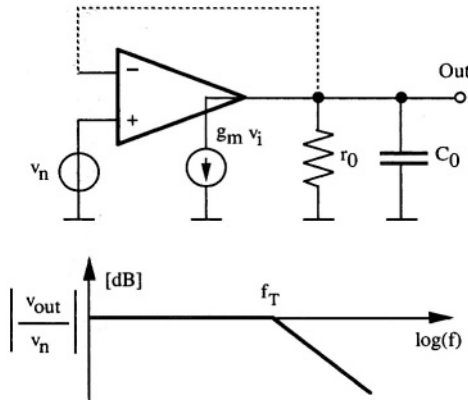 −
+
Out
g_m v_i
v_n
r_0
C_0
[dB]
f_T
| v_out / v_n |
log(f)